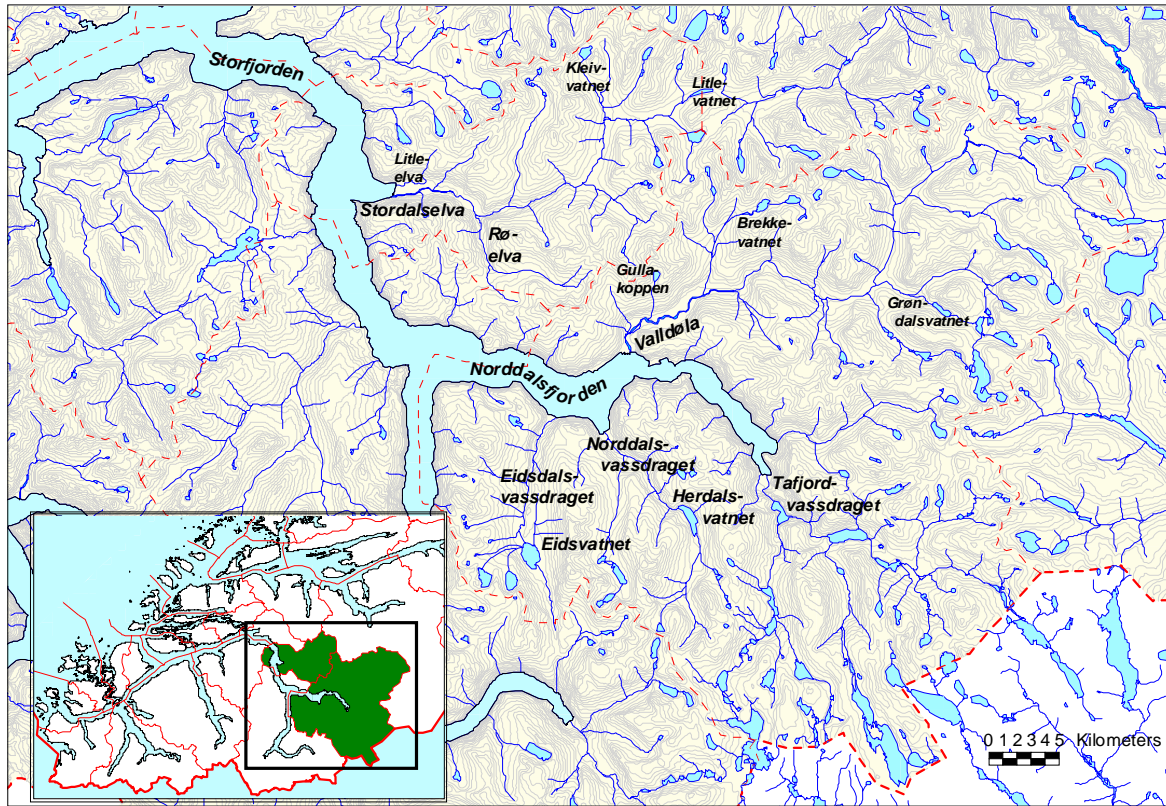 Storfjorden
Kleiv-
vatnet
Litle-
vatnet
Litle-
elva
Stordalselva
Rø-
elva
Brekke-
vatnet
Gulla-
koppen
Grøn-
dalsvatnet
Valldøla
Norddalsfjorden
Norddals-
vassdraget
Eidsdals-
vassdraget
Herdals-
vatnet
Tafjord-
vassdraget
Eidsvatnet
0 1 2 3 4 5 Kilometers